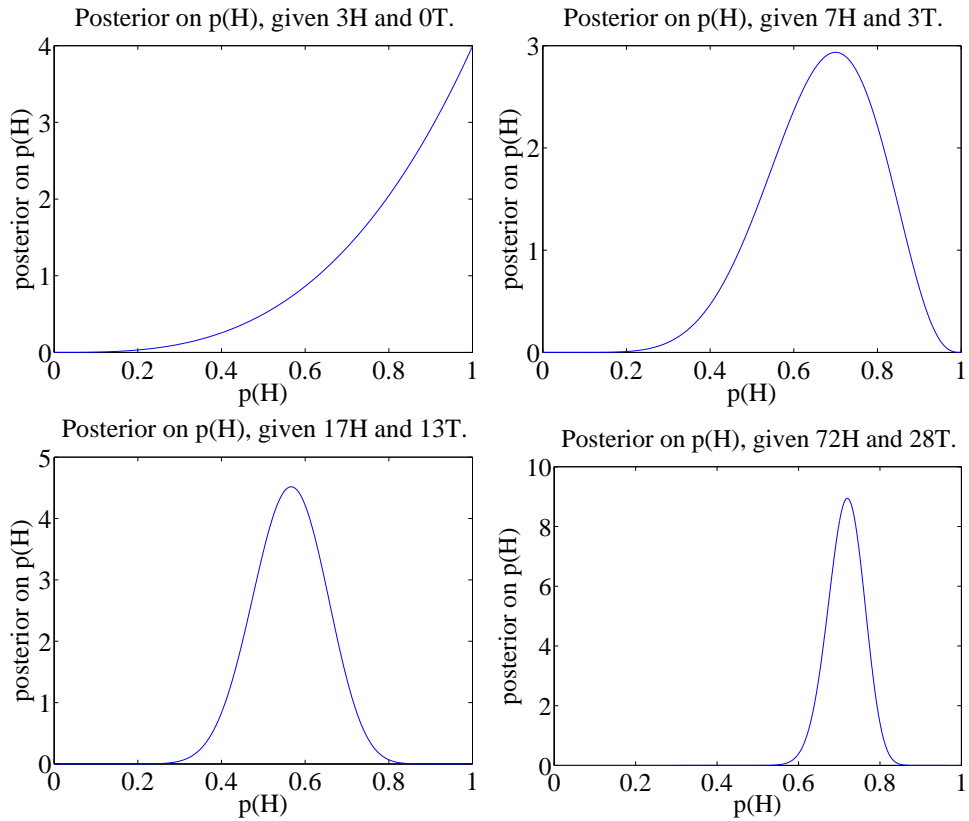 Posterior on p(H), given 3H and 0T.
4
3
2
1
0
posterior on p(H)
0 0.2 0.4 0.6 0.8 1
p(H)
Posterior on p(H), given 7H and 3T.
3
2
1
0
posterior on p(H)
0 0.2 0.4 0.6 0.8 1
p(H)
Posterior on p(H), given 17H and 13T.
5
4
3
2
1
0
posterior on p(H)
0 0.2 0.4 0.6 0.8 1
p(H)
Posterior on p(H), given 72H and 28T.
10
8
6
4
2
0
posterior on p(H)
0 0.2 0.4 0.6 0.8 1
p(H)